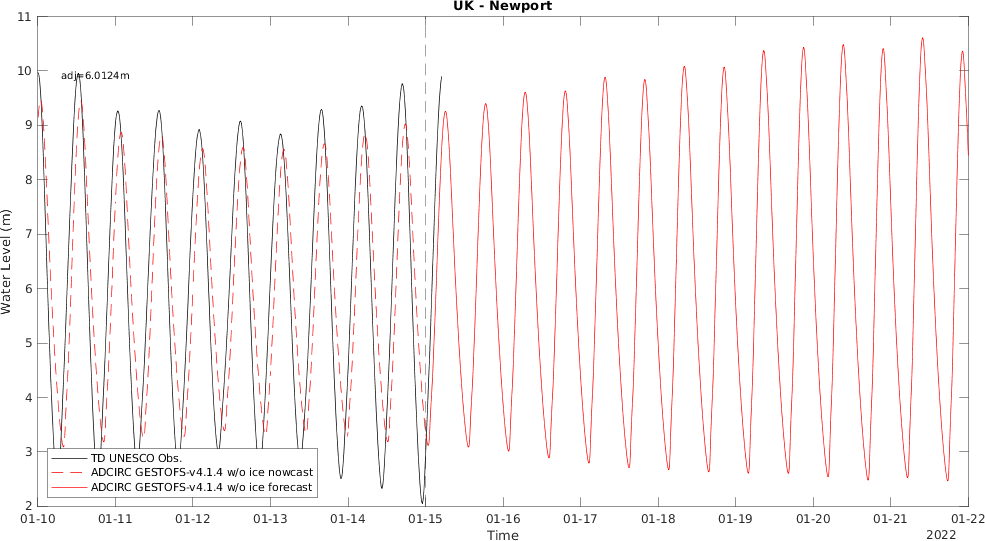 UK - Newport
11
10
9
8
7
6
5
4
3
2
Water Level (m)
adj=6.0124m
TD UNESCO Obs.
ADCIRC GESTOFS-v4.1.4 w/o ice nowcast
ADCIRC GESTOFS-v4.1.4 w/o ice forecast
01-10 01-11 01-12 01-13 01-14 01-15 01-16 01-17 01-18 01-19 01-20 01-21 01-22
Time
2022